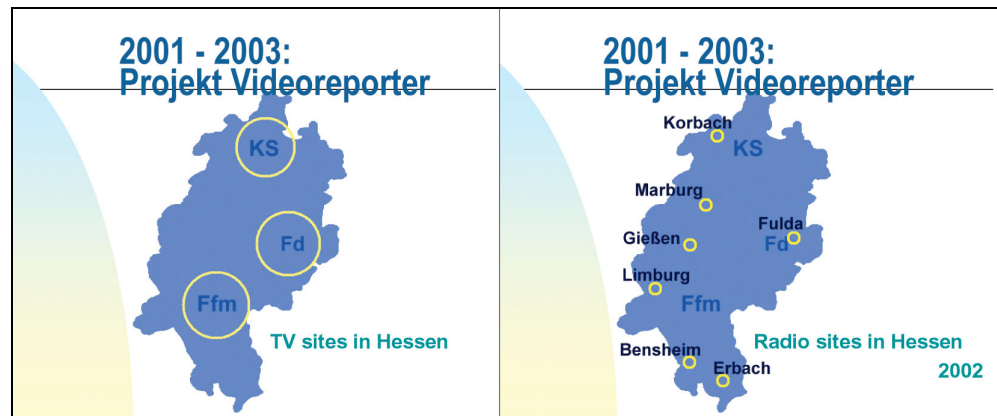 2001 - 2003:
Projekt Videoreporter
KS
Fd
Ffm
TV sites in Hessen
2001 - 2003:
Projekt Videoreporter
Korbach
KS
Marburg
Fulda
Gießen
Fd
Limburg
Ffm
Radio sites in Hessen
Bensheim
Erbach
2002